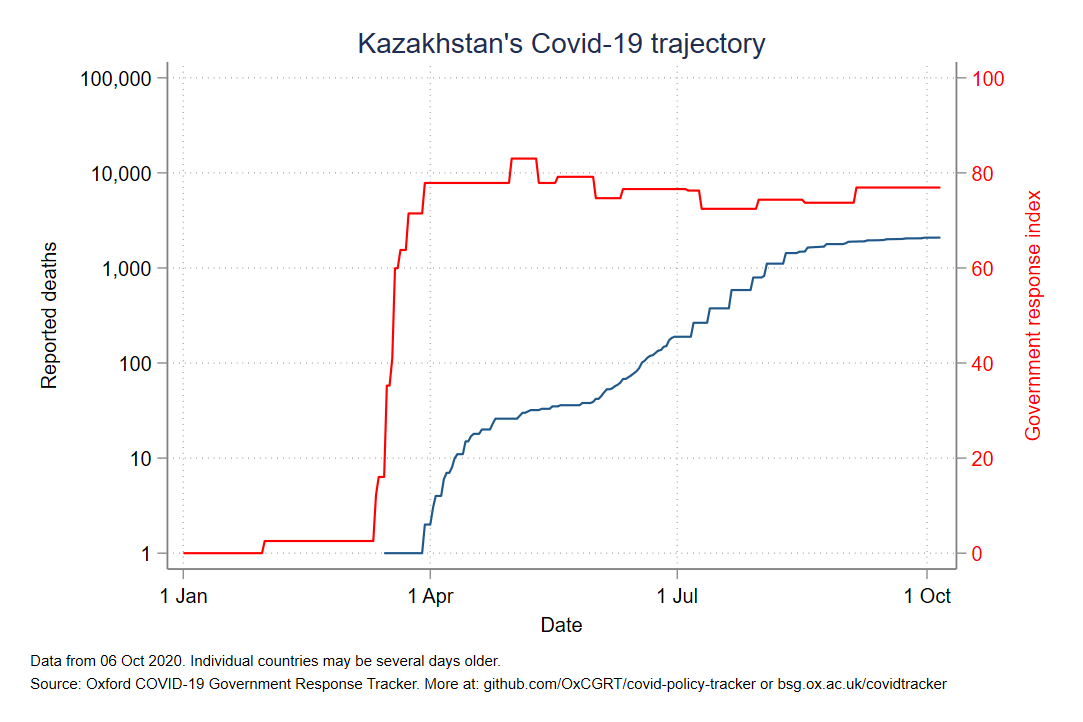 Kazakhstan's Covid-19 trajectory
100,000
10,000
1,000
100
10
1
Reported deaths
100
80
60
40
20
0
Government response index
1 Jan 1 Apr 1 Jul 1 Oct
Date
Data from 06 Oct 2020. Individual countries may be several days older.
Source: Oxford COVID-19 Government Response Tracker. More at: github.com/OxCGRT/covid-policy-tracker or bsg.ox.ac.uk/covidtracker